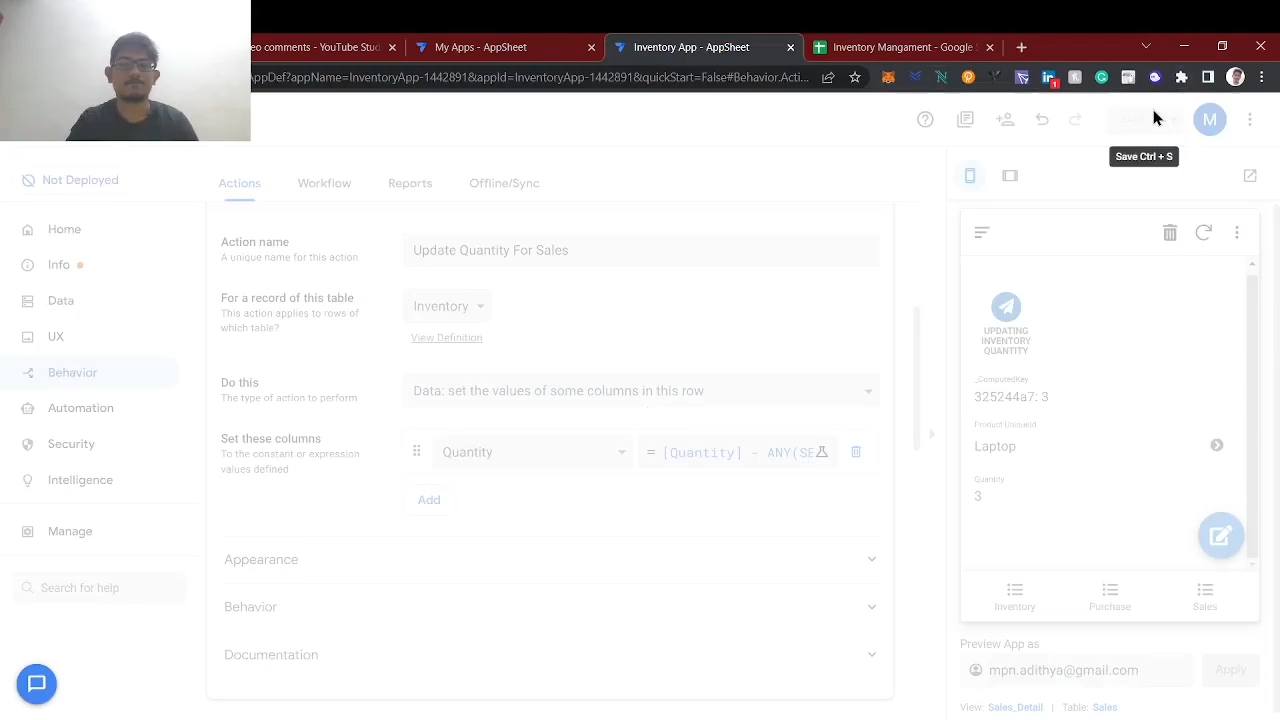 eo comments - YouTube Stud
My Apps - AppSheet
Inventory App - AppSheet
Inventory Mangament - Google S
AppDef?appName=InventoryApp-1442891&appId=InventoryApp-1442891&quickStart=False#Behavior.Acti...
1
M
Save Ctrl + S
Not Deployed
Actions
Workflow
Reports
Offline/Sync
Home
Info
Data
UX
Behavior
Automation
Security
Intelligence
Manage
Search for help
Action name
A unique name for this action
Update Quantity For Sales
For a record of this table
This action applies to rows of
which table?
Inventory
View Definition
Do this
The type of action to perform
Data: set the values of some columns in this row
Set these columns
To the constant or expression
values defined
Quantity
= [Quantity] - ANY(SE
Add
Appearance
Behavior
Documentation
UPDATING
INVENTORY
QUANTITY
_ComputedKey
325244a7: 3
Product UniqueId
Laptop
Quantity
3
Inventory
Purchase
Sales
Preview App as
mpn.adithya@gmail.com
Apply
View: Sales_Detail | Table: Sales